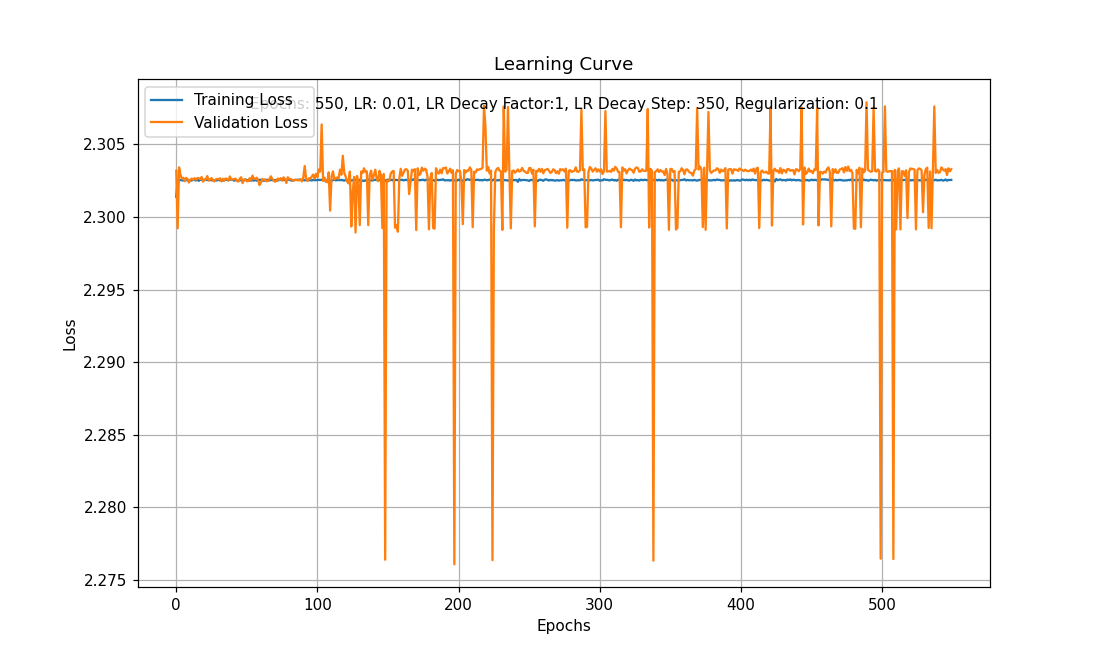 Learning Curve
Training Loss
Epochs: 550, LR: 0.01, LR Decay Factor:1, LR Decay Step: 350, Regularization: 0.1
Validation Loss
2.305
2.300
2.295
2.290
2.285
2.280
2.275
Loss
0 100 200 300 400 500
Epochs